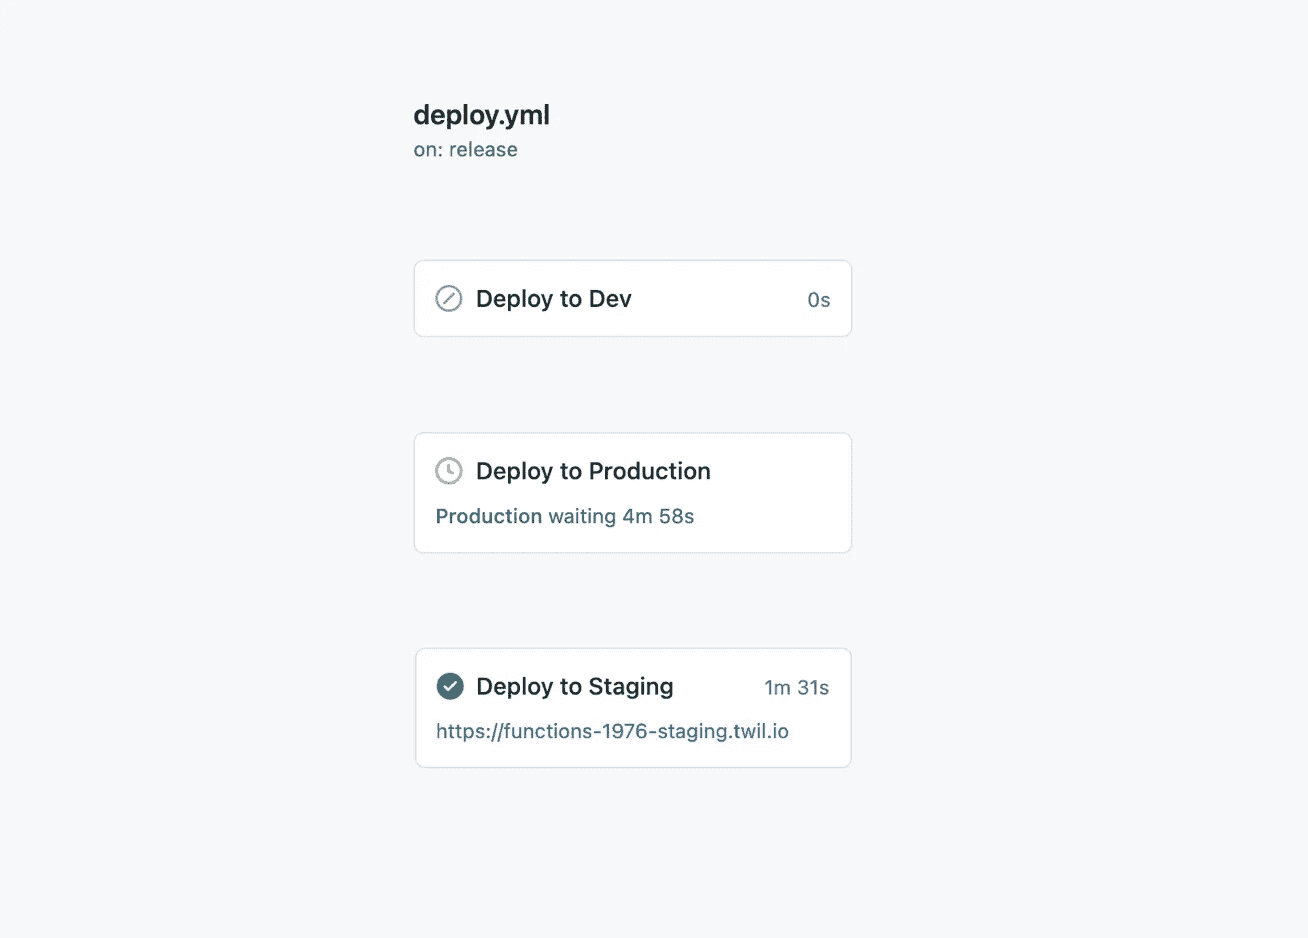 deploy.yml
on: release
Deploy to Dev 0s
Deploy to Production
Production waiting 4m 58s
Deploy to Staging 1m 31s
https://functions-1976-staging.twil.io